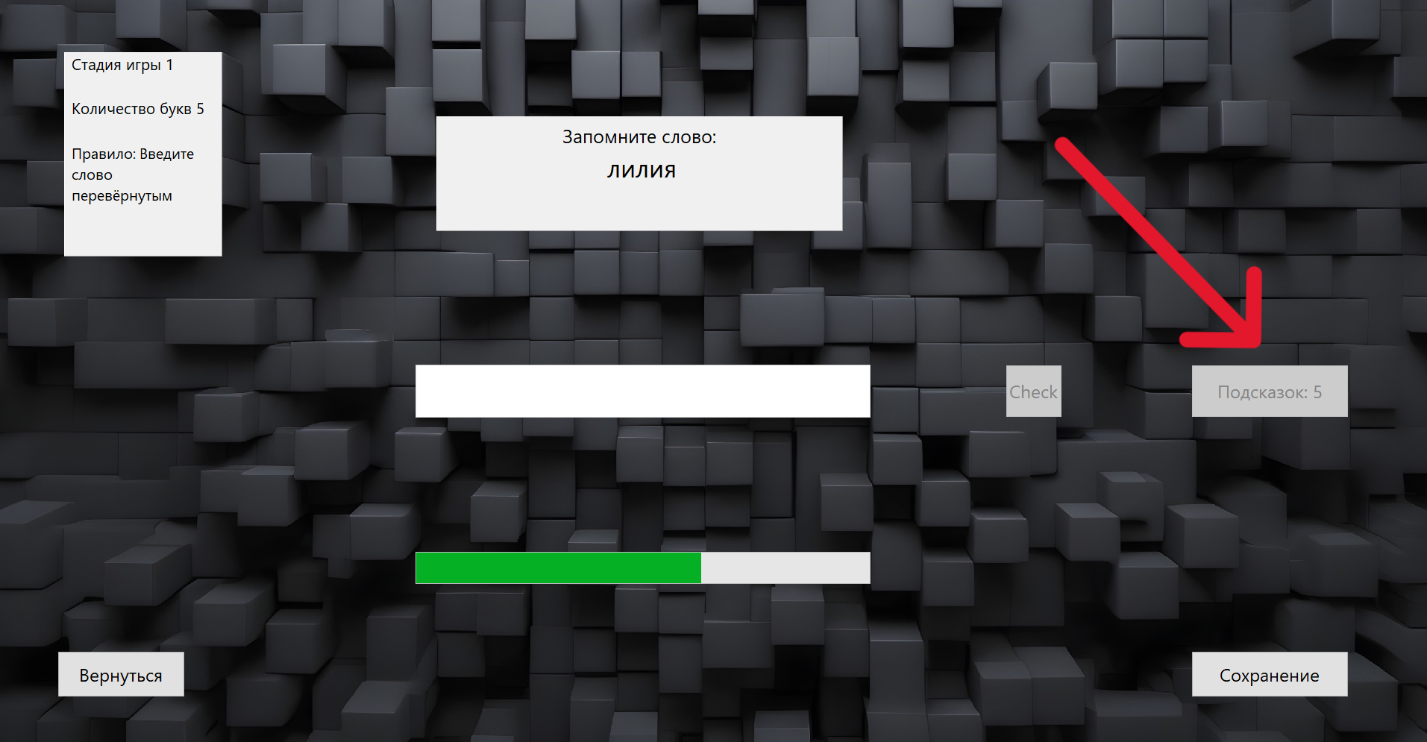 Стадия игры 1
Количество букв 5
Правило: Введите
слово
перевёрнутым
Запомните слово:
ЛИЛИЯ
Check
Подсказок: 5
Вернуться
Сохранение